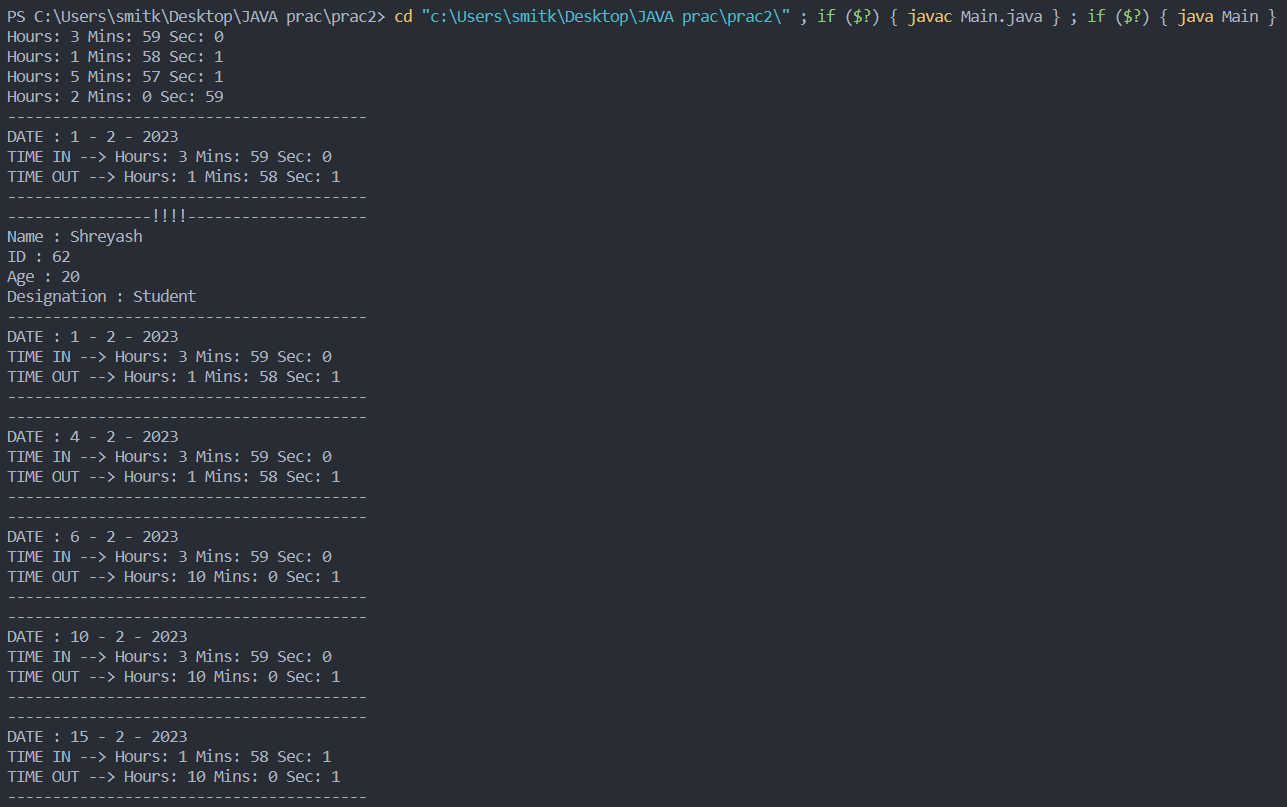 PS C:\Users\smitk\Desktop\JAVA prac\prac2> cd "c:\Users\smitk\Desktop\JAVA prac\prac2\" ; if ($?) { javac Main.java } ; if ($?) { java Main }
Hours: 3 Mins: 59 Sec: 0
Hours: 1 Mins: 58 Sec: 1
Hours: 5 Mins: 57 Sec: 1
Hours: 2 Mins: 0 Sec: 59
----------------------------------------
DATE : 1 - 2 - 2023
TIME IN --> Hours: 3 Mins: 59 Sec: 0
TIME OUT --> Hours: 1 Mins: 58 Sec: 1
----------------------------------------
----------------!!!!--------------------
Name : Shreyash
ID : 62
Age : 20
Designation : Student
----------------------------------------
DATE : 1 - 2 - 2023
TIME IN --> Hours: 3 Mins: 59 Sec: 0
TIME OUT --> Hours: 1 Mins: 58 Sec: 1
----------------------------------------
----------------------------------------
DATE : 4 - 2 - 2023
TIME IN --> Hours: 3 Mins: 59 Sec: 0
TIME OUT --> Hours: 1 Mins: 58 Sec: 1
----------------------------------------
----------------------------------------
DATE : 6 - 2 - 2023
TIME IN --> Hours: 3 Mins: 59 Sec: 0
TIME OUT --> Hours: 10 Mins: 0 Sec: 1
----------------------------------------
----------------------------------------
DATE : 10 - 2 - 2023
TIME IN --> Hours: 3 Mins: 59 Sec: 0
TIME OUT --> Hours: 10 Mins: 0 Sec: 1
----------------------------------------
----------------------------------------
DATE : 15 - 2 - 2023
TIME IN --> Hours: 1 Mins: 58 Sec: 1
TIME OUT --> Hours: 10 Mins: 0 Sec: 1
----------------------------------------